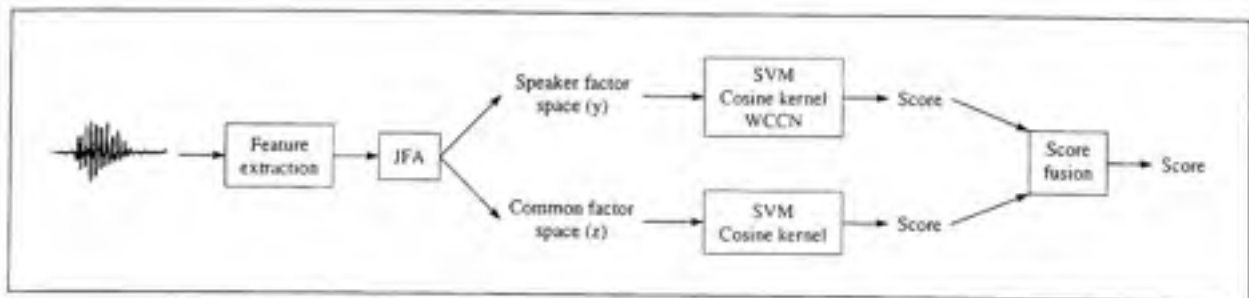 Feature
extraction
JFA
Speaker factor
space (y)
SVM
Cosine kernel
WCCN
Score
Common factor
space (z)
SVM
Cosine kernel
Score
Score
fusion
Score